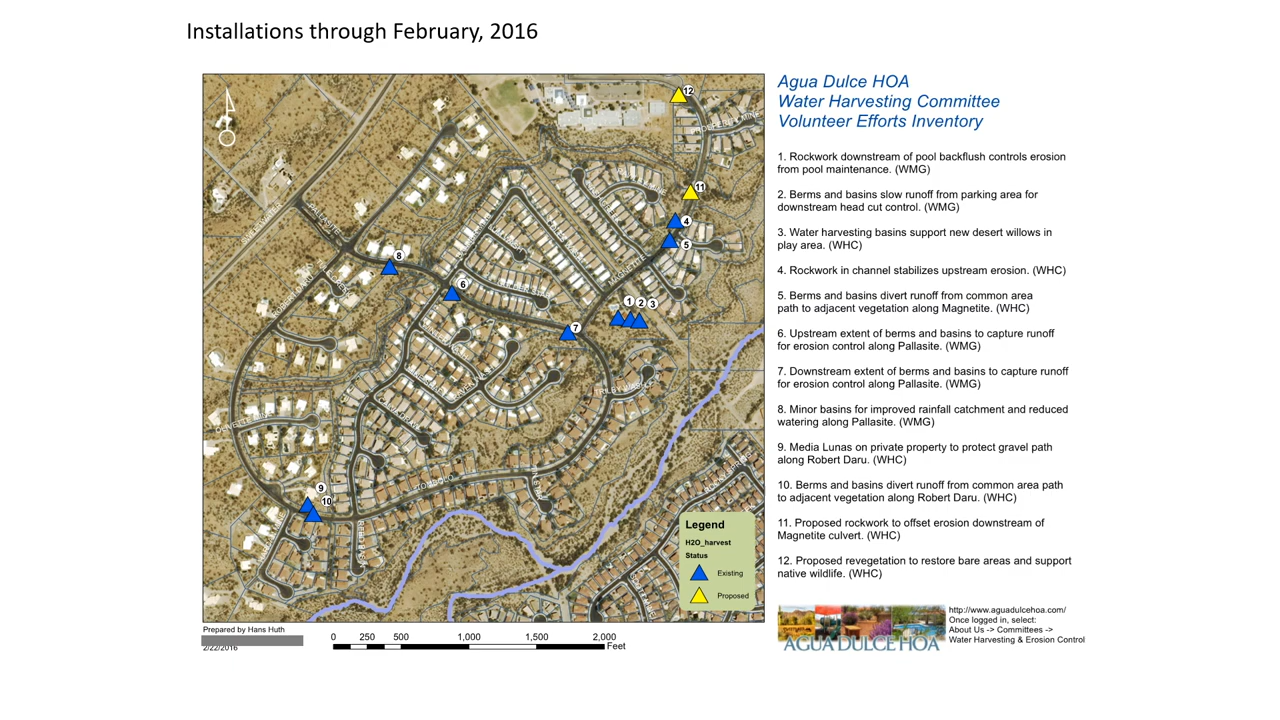 Installations through February, 2016
Agua Dulce HOA
Water Harvesting Committee
Volunteer Efforts Inventory
1. Rockwork downstream of pool backflush controls erosion
from pool maintenance. (WMG)
2. Berms and basins slow runoff from parking area for
downstream head cut control. (WMG)
3. Water harvesting basins support new desert willows in
play area. (WHC)
4. Rockwork in channel stabilizes upstream erosion. (WHC)
5. Berms and basins divert runoff from common area
path to adjacent vegetation along Magnetite. (WHC)
6. Upstream extent of berms and basins to capture runoff
for erosion control along Pallasite. (WMG)
7. Downstream extent of berms and basins to capture runoff
for erosion control along Pallasite. (WMG)
8. Minor basins for improved rainfall catchment and reduced
watering along Pallasite. (WMG)
9. Media Lunas on private property to protect gravel path
along Robert Daru. (WHC)
10. Berms and basins divert runoff from common area path
to adjacent vegetation along Robert Daru. (WHC)
11. Proposed rockwork to offset erosion downstream of
Magnetite culvert. (WHC)
12. Proposed revegetation to restore bare areas and support
native wildlife. (WHC)
12
PROSPERITY MINE
11
4
5
PALLASITE
MAGNETITE
8
6
1 2 3
7
9
10
TOMBOLO
Legend
H2O_harvest
Status
Existing
Proposed
Prepared by Hans Huth
2/22/2016
0 250 500 1,000 1,500 2,000
Feet
AGUA DULCE HOA
http://www.aguadulcehoa.com/
Once logged in, select:
About Us -> Committees ->
Water Harvesting & Erosion Control